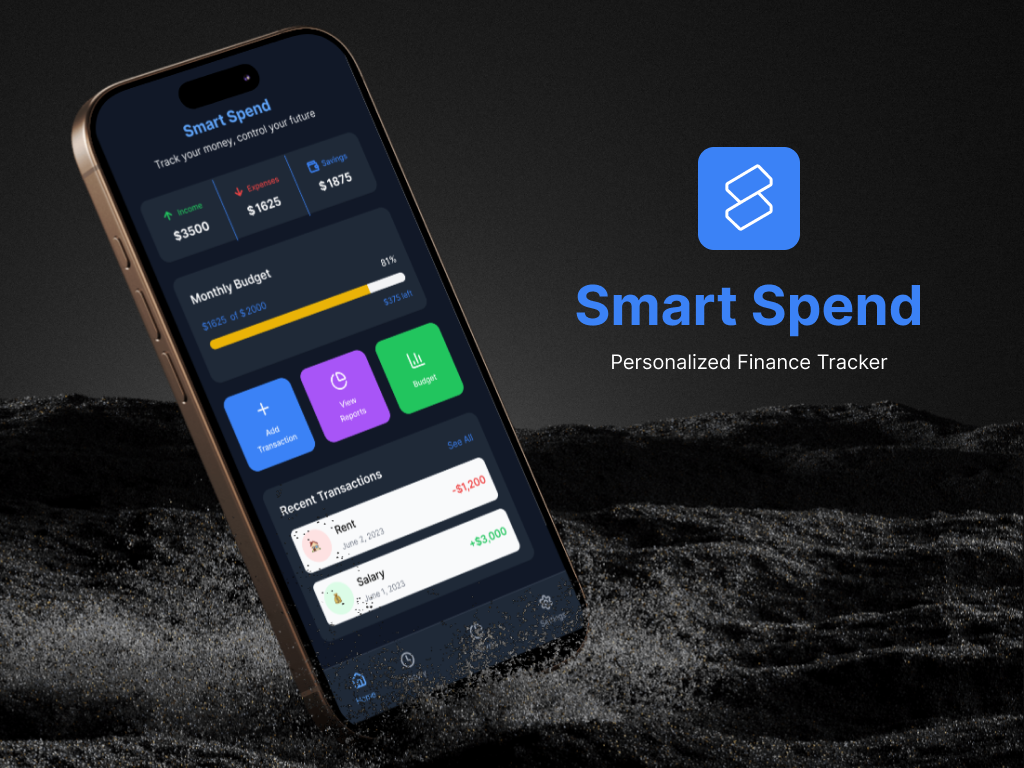 Smart Spend
Track your money, control your future
Income
$3500
Expenses
$1625
Savings
$1875
Monthly Budget
81%
$1625 of $2000
$375 left
Add
Transaction
View
Reports
Budget
Recent Transactions
See All
Rent
June 2, 2023
-$1,200
Salary
June 1, 2023
+$3,000
Home
Settings
Smart Spend
Personalized Finance Tracker